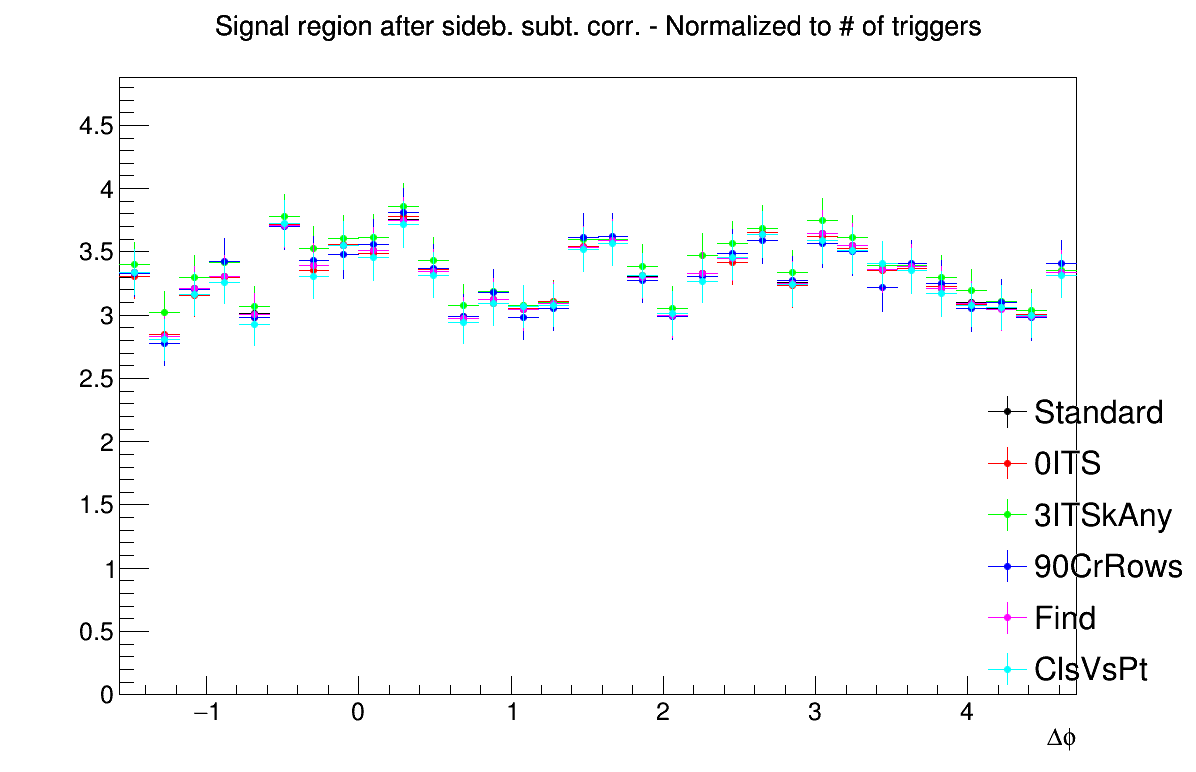 Signal region after sideb. subt. corr. - Normalized to # of triggers
4.5
4
3.5
3
2.5
2
1.5
1
0.5
0
Standard
0ITS
3ITSkAny
90CrRows
Find
ClsVsPt
−1 0 1 2 3 4
Δϕ